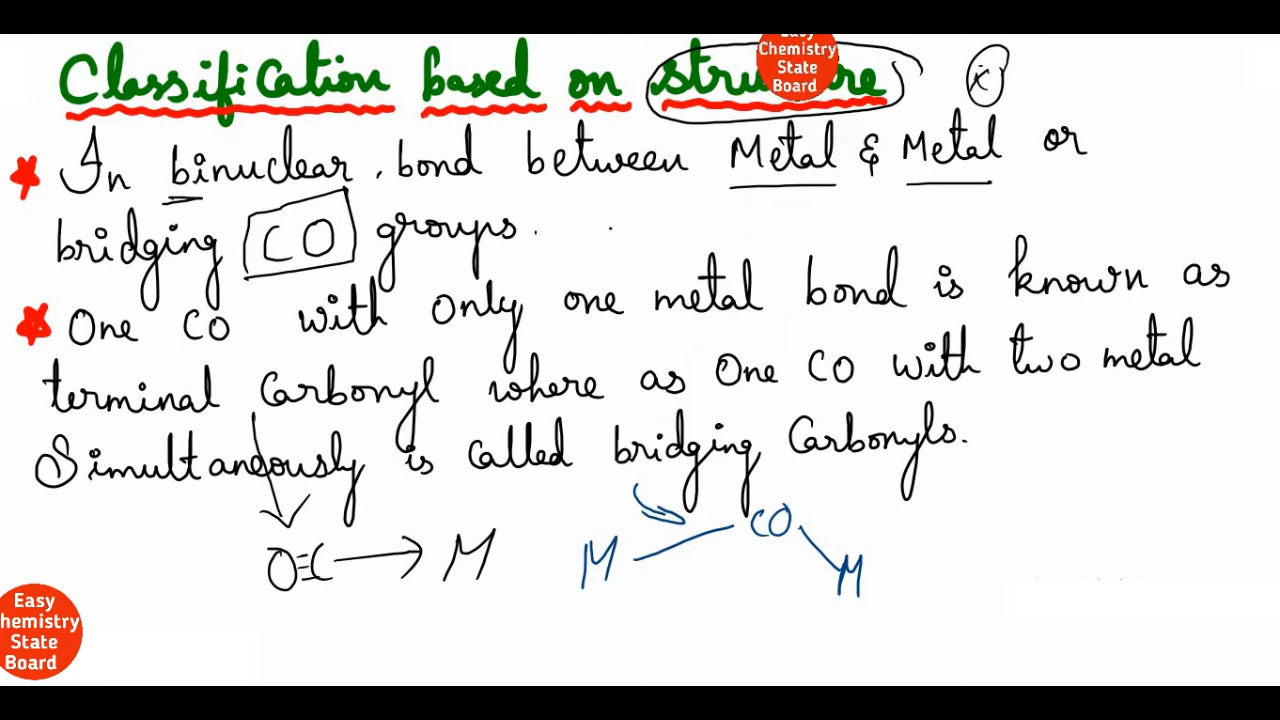 Classification based on structure
Easy
Chemistry
State
Board
In binuclear, bond between Metal & Metal or
bridging CO groups.
One CO with only one metal bond is known as
terminal Carbonyl where as One CO with two metal
Simultaneously is called bridging Carbonyls.
O≡C → M
M CO M
Easy
Chemistry
State
Board